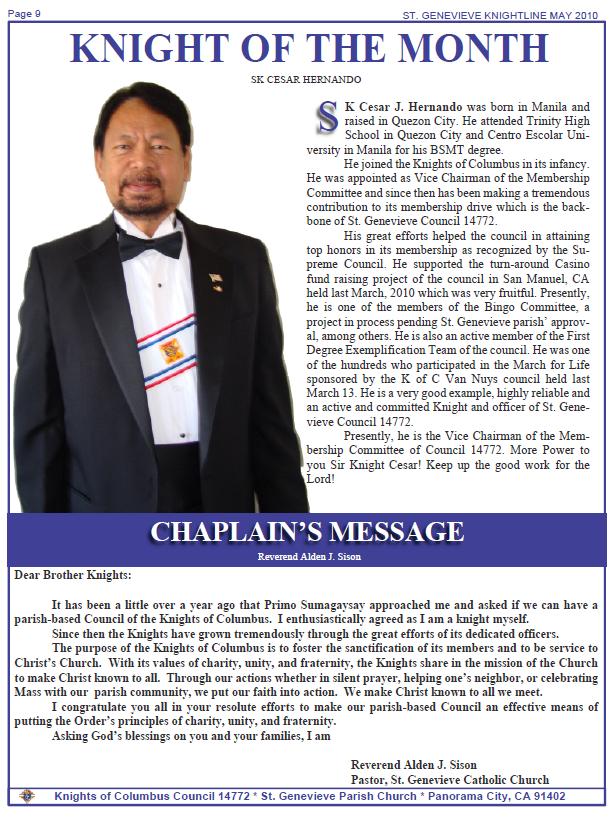 Page 9
ST. GENEVIEVE KNIGHTLINE MAY 2010
KNIGHT OF THE MONTH
SK CESAR HERNANDO
SK Cesar J. Hernando was born in Manila and
raised in Quezon City. He attended Trinity High
School in Quezon City and Centro Escolar Uni-
versity in Manila for his BSMT degree.
He joined the Knights of Columbus in its infancy.
He was appointed as Vice Chairman of the Membership
Committee and since then has been making a tremendous
contribution to its membership drive which is the back-
bone of St. Genevieve Council 14772.
His great efforts helped the council in attaining
top honors in its membership as recognized by the Su-
preme Council. He supported the turn-around Casino
fund raising project of the council in San Manuel, CA
held last March, 2010 which was very fruitful. Presently,
he is one of the members of the Bingo Committee, a
project in process pending St. Genevieve parish' approv-
al, among others. He is also an active member of the First
Degree Exemplification Team of the council. He was one
of the hundreds who participated in the March for Life
sponsored by the K of C Van Nuys council held last
March 13. He is a very good example, highly reliable and
an active and committed Knight and officer of St. Gene-
vieve Council 14772.
Presently, he is the Vice Chairman of the Mem-
bership Committee of Council 14772. More Power to
you Sir Knight Cesar! Keep up the good work for the
Lord!
CHAPLAIN'S MESSAGE
Reverend Alden J. Sison
Dear Brother Knights:
It has been a little over a year ago that Primo Sumagaysay approached me and asked if we can have a
parish-based Council of the Knights of Columbus. I enthusiastically agreed as I am a knight myself.
Since then the Knights have grown tremendously through the great efforts of its dedicated officers.
The purpose of the Knights of Columbus is to foster the sanctification of its members and to be service to
Christ's Church. With its values of charity, unity, and fraternity, the Knights share in the mission of the Church
to make Christ known to all. Through our actions whether in silent prayer, helping one's neighbor, or celebrating
Mass with our parish community, we put our faith into action. We make Christ known to all we meet.
I congratulate you all in your resolute efforts to make our parish-based Council an effective means of
putting the Order's principles of charity, unity, and fraternity.
Asking God's blessings on you and your families, I am
Reverend Alden J. Sison
Pastor, St. Genevieve Catholic Church
Knights of Columbus Council 14772 * St. Genevieve Parish Church * Panorama City, CA 91402